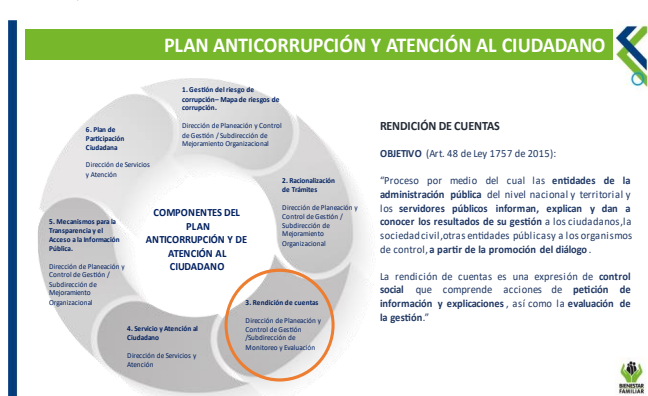 PLAN ANTICORRUPCIÓN Y ATENCIÓN AL CIUDADANO
1. Gestión del riesgo de
corrupción– Mapa de riesgos de
corrupción.
Dirección de Planeación y Control
de Gestión / Subdirección de
Mejoramiento Organizacional
2. Racionalización
de Trámites
Dirección de Planeación y
Control de Gestión /
Subdirección de
Mejoramiento
Organizacional
3. Rendición de cuentas
Dirección de Planeación y
Control de Gestión
/Subdirección de
Monitoreo y Evaluación
4. Servicio y Atención al
Ciudadano
Dirección de Servicios y
Atención
5. Mecanismos para la
Transparencia y el
Acceso a la Información
Pública.
Dirección de Planeación y
Control de Gestión /
Subdirección de
Mejoramiento
Organizacional
6. Plan de
Participación
Ciudadana
Dirección de Servicios
y Atención
COMPONENTES DEL
PLAN
ANTICORRUPCIÓN Y DE
ATENCIÓN AL
CIUDADANO
RENDICIÓN DE CUENTAS
OBJETIVO (Art. 48 de Ley 1757 de 2015):
“Proceso por medio del cual las entidades de la
administración pública del nivel nacional y territorial y
los servidores públicos informan, explican y dan a
conocer los resultados de su gestión a los ciudadanos, la
sociedad civil, otras entidades públicas y a los organismos
de control, a partir de la promoción del diálogo.
La rendición de cuentas es una expresión de control
social que comprende acciones de petición de
información y explicaciones, así como la evaluación de
la gestión.”
BIENESTAR
FAMILIAR